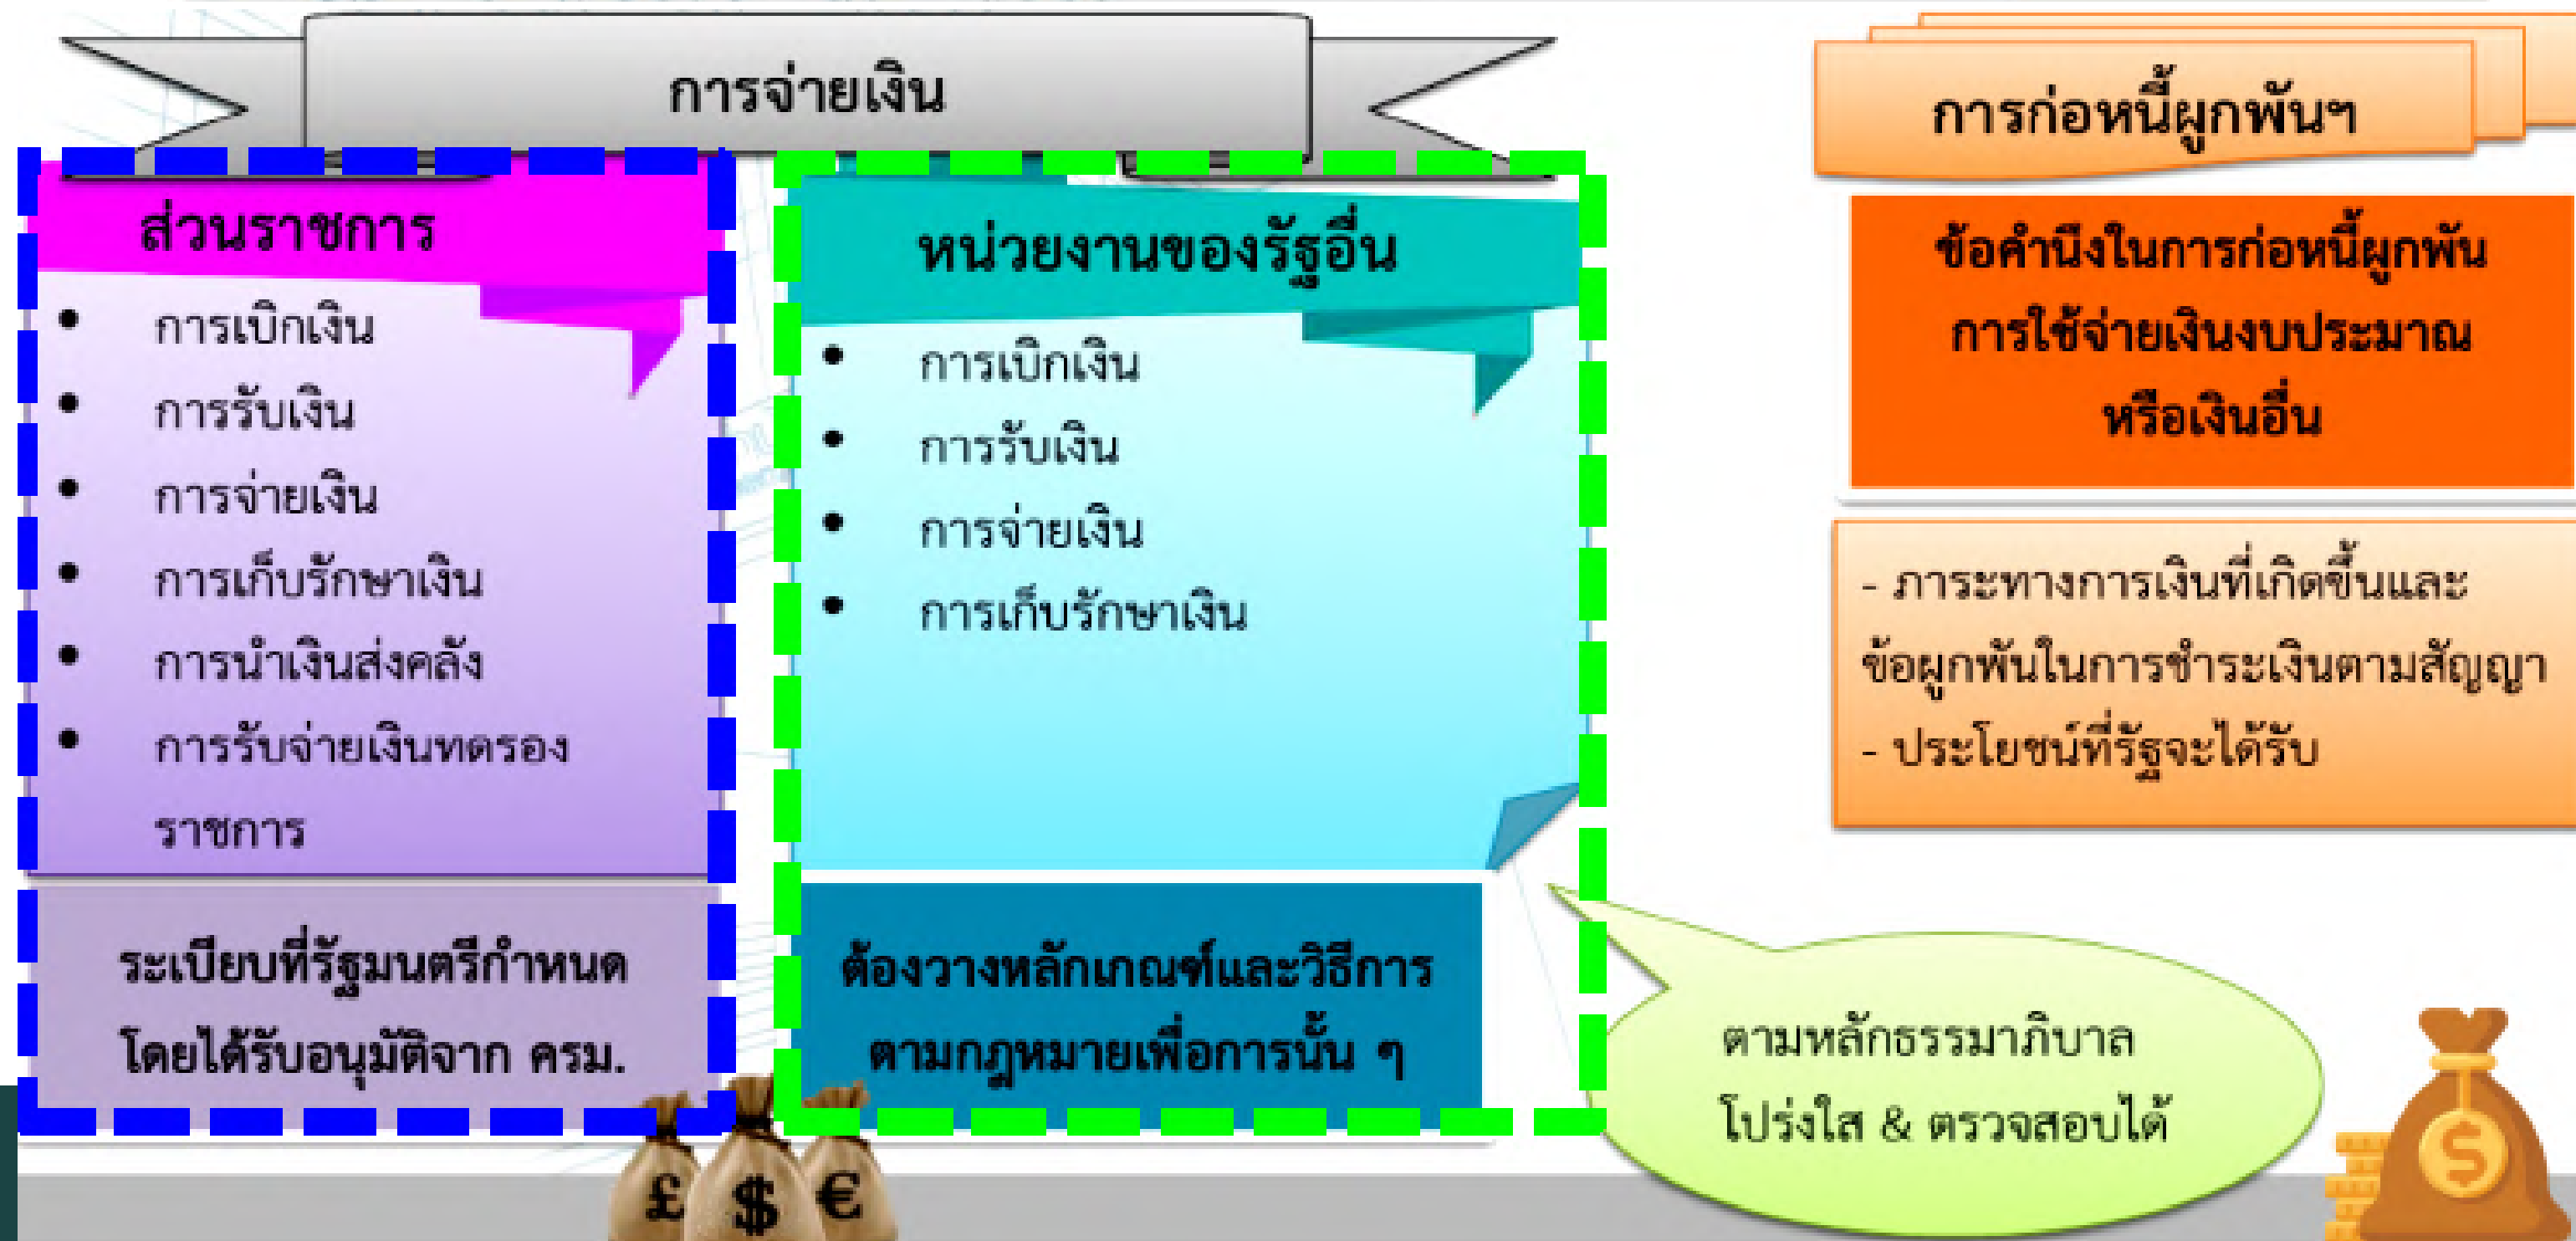 การจ่ายเงิน
ส่วนราชการ
• การเบิกเงิน
• การรับเงิน
• การจ่ายเงิน
• การเก็บรักษาเงิน
• การนำเงินส่งคลัง
• การรับจ่ายเงินทดรอง
ราชการ
ระเบียบที่รัฐมนตรีกำหนด
โดยได้รับอนุมัติจาก ครม.
หน่วยงานของรัฐอื่น
• การเบิกเงิน
• การรับเงิน
• การจ่ายเงิน
• การเก็บรักษาเงิน
ต้องวางหลักเกณฑ์และวิธีการ
ตามกฎหมายเพื่อการนั้น ๆ
การก่อหนี้ผูกพันฯ
ข้อคำนึงในการก่อหนี้ผูกพัน
การใช้จ่ายเงินงบประมาณ
หรือเงินอื่น
- ภาระทางการเงินที่เกิดขึ้นและ
ข้อผูกพันในการชำระเงินตามสัญญา
- ประโยชน์ที่รัฐจะได้รับ
ตามหลักธรรมาภิบาล
โปร่งใส & ตรวจสอบได้
£ $ €
$